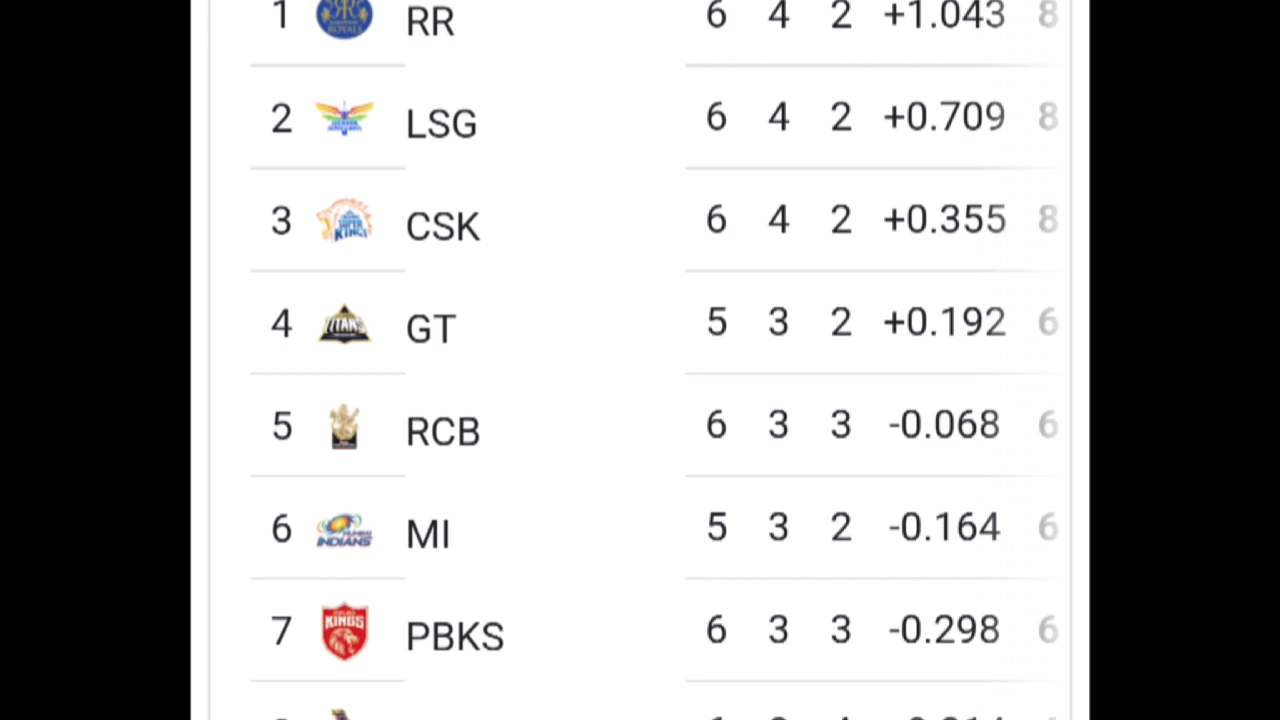 1 RR 6 4 2 +1.043 8
2 LSG 6 4 2 +0.709 8
3 CSK 6 4 2 +0.355 8
4 GT 5 3 2 +0.192 6
5 RCB 6 3 3 -0.068 6
6 MI 5 3 2 -0.164 6
7 PBKS 6 3 3 -0.298 6